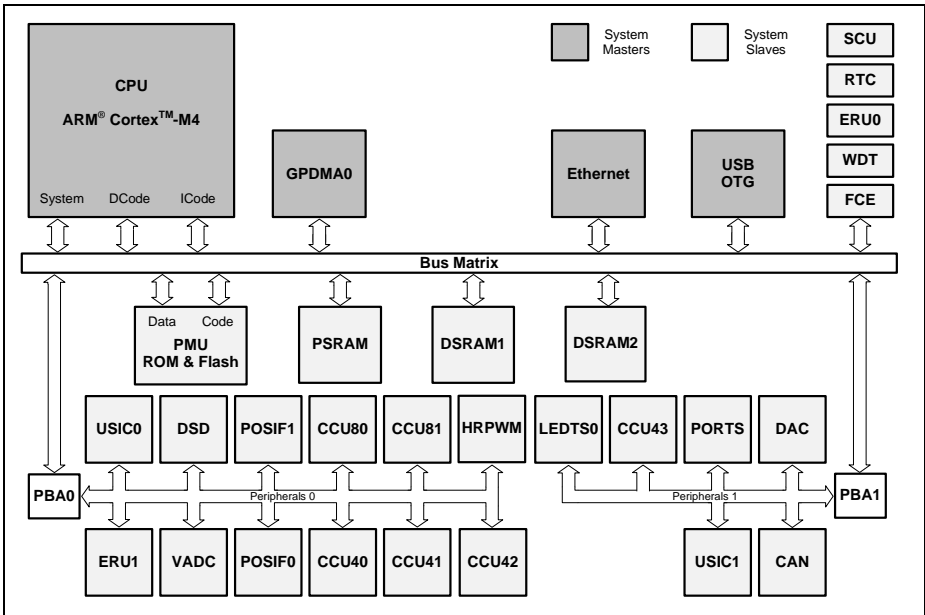 CPU
ARM® Cortex™-M4
System DCode ICode
GPDMA0
System
Masters
System
Slaves
Ethernet
USB
OTG
SCU
RTC
ERU0
WDT
FCE
Bus Matrix
Data Code
PMU
ROM & Flash
PSRAM
DSRAM1
DSRAM2
USIC0
DSD
POSIF1
CCU80
CCU81
HRPWM
LEDTS0
CCU43
PORTS
DAC
PBA0
Peripherals 0
Peripherals 1
PBA1
ERU1
VADC
POSIF0
CCU40
CCU41
CCU42
USIC1
CAN